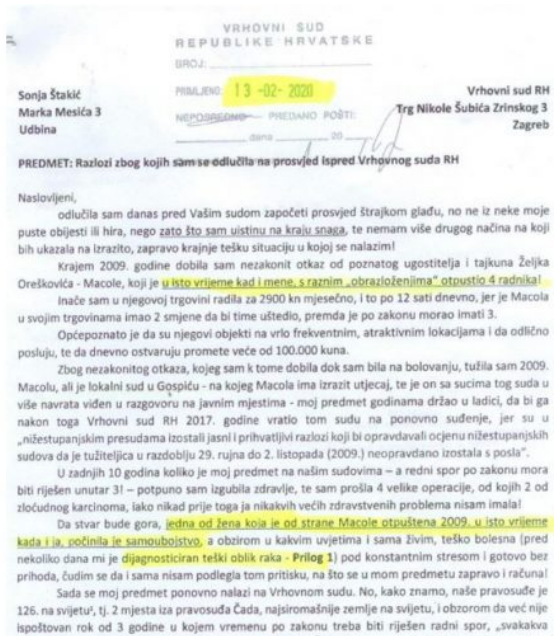 VRHOVNI SUD
REPUBLIKE HRVATSKE
BROJ:
PRIMLJENO: 13 -02- 2020
NEPOSREDNO — PREDANO POŠTI:
dana 20
Sonja Štakić
Marka Mesića 3
Udbina
Vrhovni sud RH
Trg Nikole Šubića Zrinskog 3
Zagreb
PREDMET: Razlozi zbog kojih sam se odlučila na prosvjed ispred Vrhovnog suda RH
Naslovljeni,
odlučila sam danas pred Vašim sudom započeti prosvjed štrajkom glađu, no ne iz neke moje
puste obijesti ili hira, nego zato što sam uistinu na kraju snaga, te nemam više drugog načina na koji
bih ukazala na izrazito, zapravo krajnje tešku situaciju u kojoj se nalazim!
Krajem 2009. godine dobila sam nezakonit otkaz od poznatog ugostitelja i tajkuna Željka
Oreškovića - Macole, koji je u isto vrijeme kad i mene, s raznim „obrazloženjima" otpustio 4 radnika!
Inače sam u njegovoj trgovini radila za 2900 kn mjesečno, i to po 12 sati dnevno, jer je Macola
u svojim trgovinama imao 2 smjene da bi time uštedio, premda je po zakonu morao imati 3.
Općepoznato je da su njegovi objekti na vrlo frekventnim, atraktivnim lokacijama i da odlično
posluju, te da dnevno ostvaruju promete veće od 100.000 kuna.
Zbog nezakonitog otkaza, kojeg sam k tome dobila dok sam bila na bolovanju, tužila sam 2009.
Macolu, ali je lokalni sud u Gospiću - na kojeg Macola ima izrazit utjecaj, te je on sa sucima tog suda u
više navrata viđen u razgovoru na javnim mjestima - moj predmet godinama držao u ladici, da bi ga
nakon toga Vrhovni sud RH 2017. godine vratio tom sudu na ponovno suđenje, jer su u
„nižestupanjskim presudama izostali jasni i prihvatljivi razlozi koji bi opravdavali ocjenu nižestupanjskih
sudova da je tužiteljica u razdoblju 29. rujna do 2. listopada (2009.) neopravdano izostala s posla".
U zadnjih 10 godina koliko je moj predmet na našim sudovima – a redni spor po zakonu mora
biti riješen unutar 3! – potpuno sam izgubila zdravlje, te sam prošla 4 velike operacije, od kojih 2 od
zloćudnog karcinoma, iako nikad prije toga ja nikakvih većih zdravstvenih problema nisam imala!
Da stvar bude gora, jedna od žena koja je od strane Macole otpuštena 2009. u isto vrijeme
kada i ja, počinila je samoubojstvo, a obzirom u kakvim uvjetima i sama živim, teško bolesna (pred
nekoliko dana mi je dijagnosticiran teški oblik raka - Prilog 1) pod konstantnim stresom i gotovo bez
prihoda, čudim se da i sama nisam podlegla tom pritisku, na što se u mom predmetu zapravo i računa!
Sada se moj predmet ponovno nalazi na Vrhovnom sudu. No, kako znamo, naše pravosuđe je
126. na svijetu¹, tj. 2 mjesta iza pravosuđa Čada, najsiromašnije zemlje na svijetu, i obzorom da već nije
ispoštovan rok od 3 godine u kojem vremenu po zakonu treba biti riješen radni spor, „svakakva